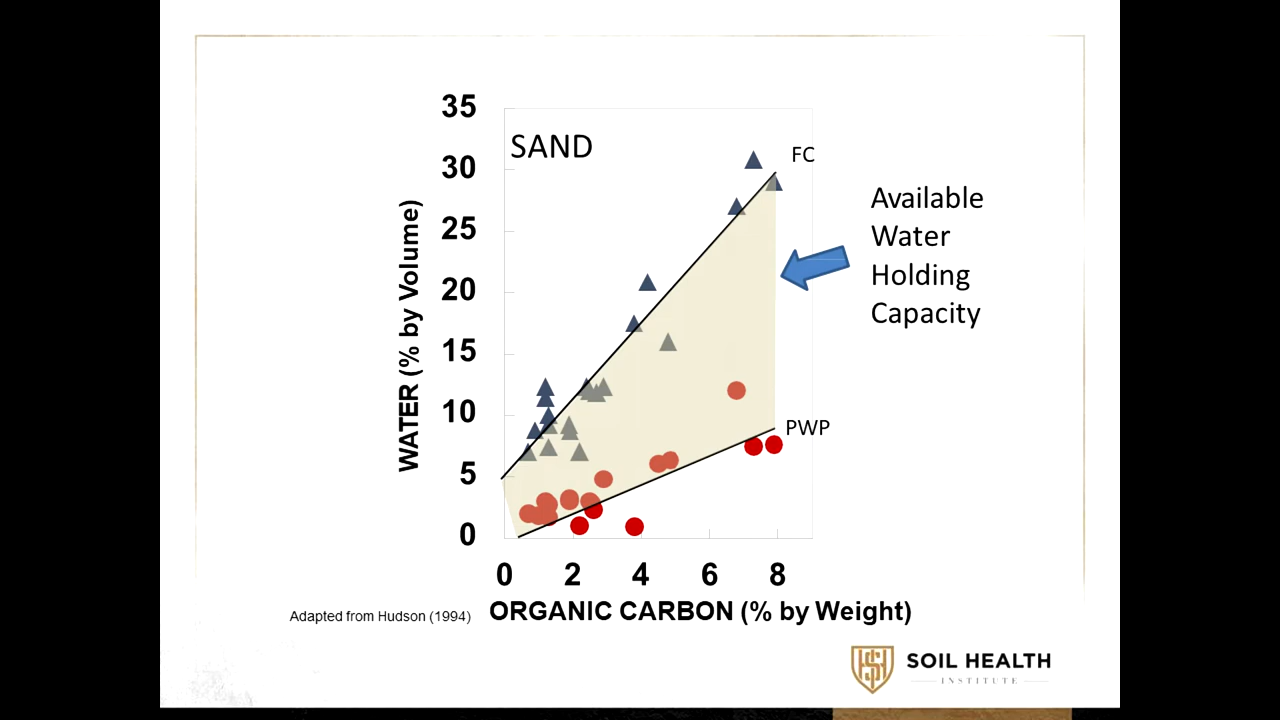 35
SAND
FC
30
Available
Water
Holding
Capacity
25
20
15
10
5
0
WATER (% by Volume)
PWP
0 2 4 6 8
ORGANIC CARBON (% by Weight)
Adapted from Hudson (1994)
SOIL HEALTH
INSTITUTE